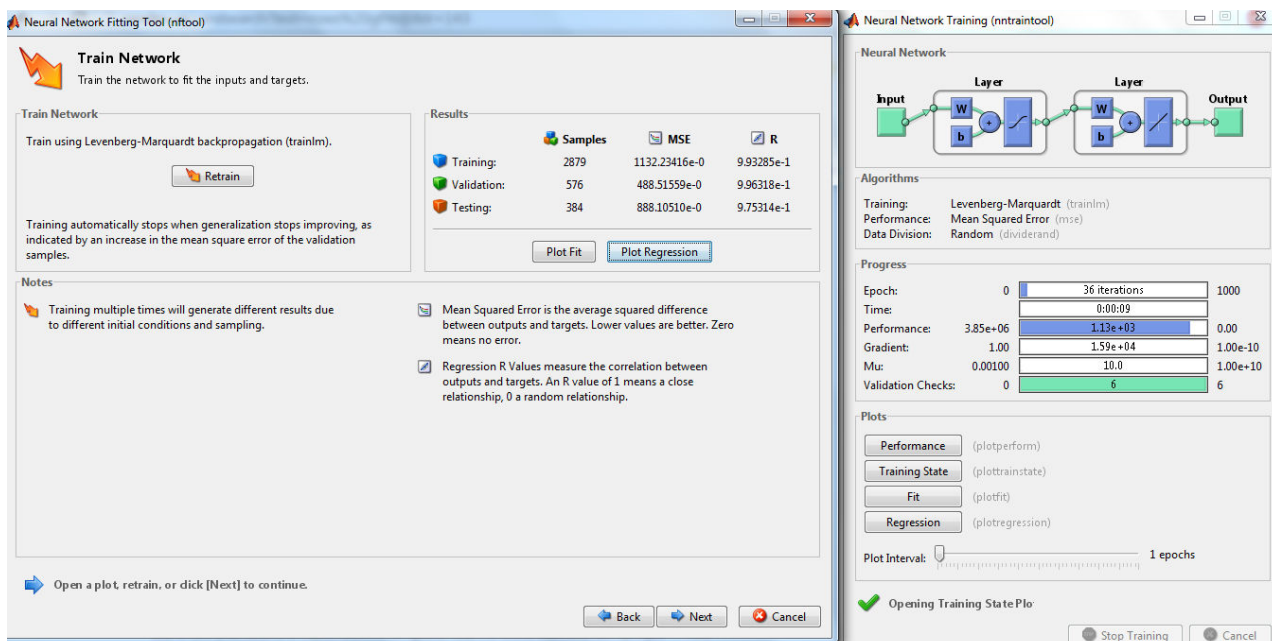 Neural Network Fitting Tool (nftool)
Train Network
Train the network to fit the inputs and targets.
Train Network
Train using Levenberg-Marquardt backpropagation (trainlm).
Retrain
Training automatically stops when generalization stops improving, as
indicated by an increase in the mean square error of the validation
samples.
Results
Samples MSE R
Training: 2879 1132.23416e-0 9.93285e-1
Validation: 576 488.51559e-0 9.96318e-1
Testing: 384 888.10510e-0 9.75314e-1
Plot Fit Plot Regression
Notes
Training multiple times will generate different results due
to different initial conditions and sampling.
Mean Squared Error is the average squared difference
between outputs and targets. Lower values are better. Zero
means no error.
Regression R Values measure the correlation between
outputs and targets. An R value of 1 means a close
relationship, 0 a random relationship.
Open a plot, retrain, or click [Next] to continue.
Back Next Cancel
Neural Network Training (nntraintool)
Neural Network
Layer Layer
Input W b + W b + Output
Algorithms
Training: Levenberg-Marquardt (trainlm)
Performance: Mean Squared Error (mse)
Data Division: Random (dividerand)
Progress
Epoch: 0 36 iterations 1000
Time: 0:00:09
Performance: 3.85e+06 1.13e+03 0.00
Gradient: 1.00 1.59e+04 1.00e-10
Mu: 0.00100 10.0 1.00e+10
Validation Checks: 0 6 6
Plots
Performance (plotperform)
Training State (plottrainstate)
Fit (plotfit)
Regression (plotregression)
Plot Interval: 1 epochs
Opening Training State Plo
Stop Training Cancel